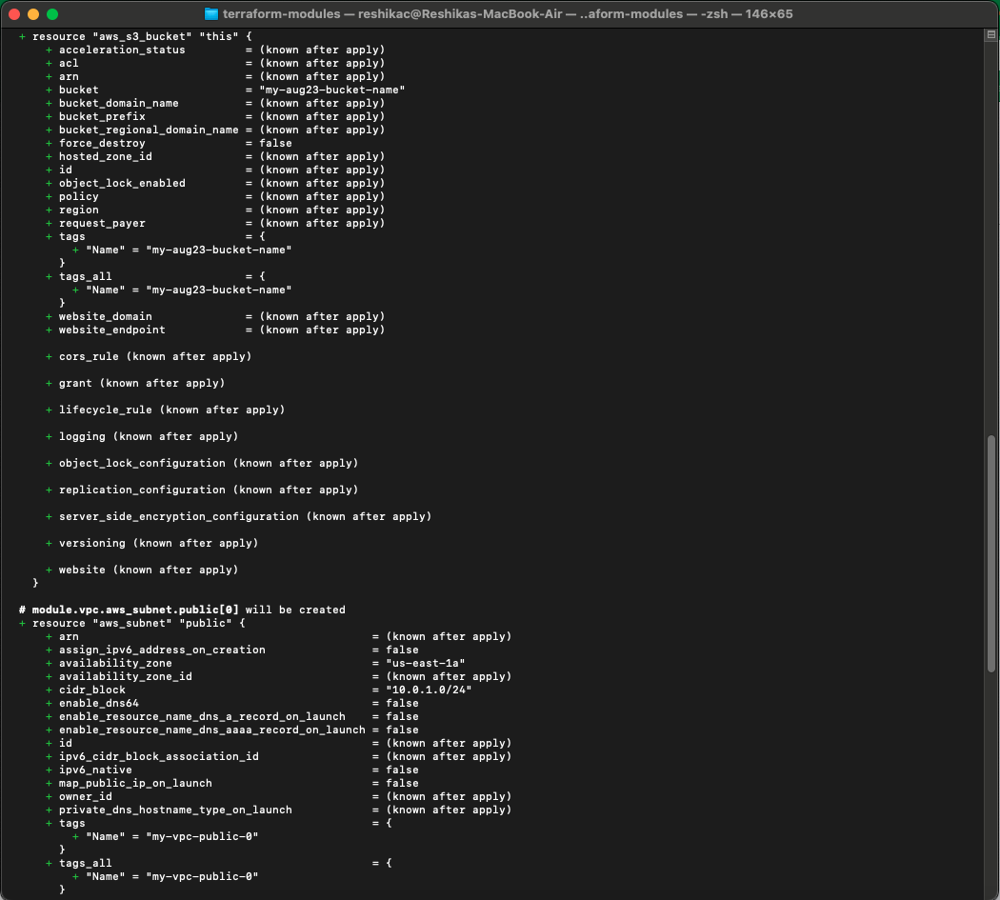 terraform-modules — reshikac@Reshikas-MacBook-Air — ..aform-modules — -zsh — 146×65
+ resource "aws_s3_bucket" "this" {
+ acceleration_status = (known after apply)
+ acl = (known after apply)
+ arn = (known after apply)
+ bucket = "my-aug23-bucket-name"
+ bucket_domain_name = (known after apply)
+ bucket_prefix = (known after apply)
+ bucket_regional_domain_name = (known after apply)
+ force_destroy = false
+ hosted_zone_id = (known after apply)
+ id = (known after apply)
+ object_lock_enabled = (known after apply)
+ policy = (known after apply)
+ region = (known after apply)
+ request_payer = (known after apply)
+ tags = {
+ "Name" = "my-aug23-bucket-name"
}
+ tags_all = {
+ "Name" = "my-aug23-bucket-name"
}
+ website_domain = (known after apply)
+ website_endpoint = (known after apply)
+ cors_rule (known after apply)
+ grant (known after apply)
+ lifecycle_rule (known after apply)
+ logging (known after apply)
+ object_lock_configuration (known after apply)
+ replication_configuration (known after apply)
+ server_side_encryption_configuration (known after apply)
+ versioning (known after apply)
+ website (known after apply)
}
# module.vpc.aws_subnet.public[0] will be created
+ resource "aws_subnet" "public" {
+ arn = (known after apply)
+ assign_ipv6_address_on_creation = false
+ availability_zone = "us-east-1a"
+ availability_zone_id = (known after apply)
+ cidr_block = "10.0.1.0/24"
+ enable_dns64 = false
+ enable_resource_name_dns_a_record_on_launch = false
+ enable_resource_name_dns_aaaa_record_on_launch = false
+ id = (known after apply)
+ ipv6_cidr_block_association_id = (known after apply)
+ ipv6_native = false
+ map_public_ip_on_launch = false
+ owner_id = (known after apply)
+ private_dns_hostname_type_on_launch = (known after apply)
+ tags = {
+ "Name" = "my-vpc-public-0"
}
+ tags_all = {
+ "Name" = "my-vpc-public-0"
}